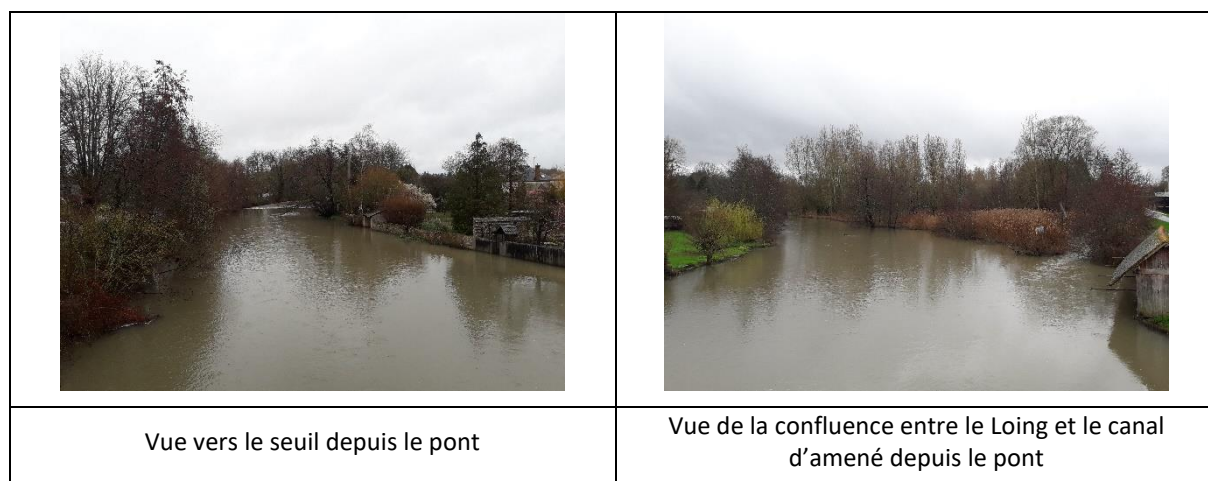 Vue vers le seuil depuis le pont
Vue de la confluence entre le Loing et le canal
d’amené depuis le pont